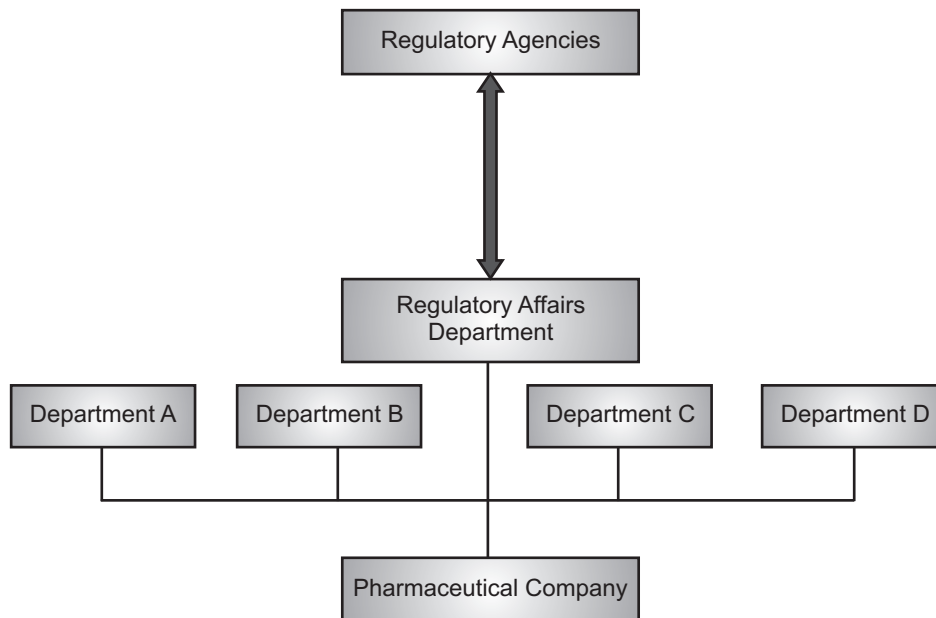 Regulatory Agencies
Regulatory Affairs
Department
Department A
Department B
Department C
Department D
Pharmaceutical Company